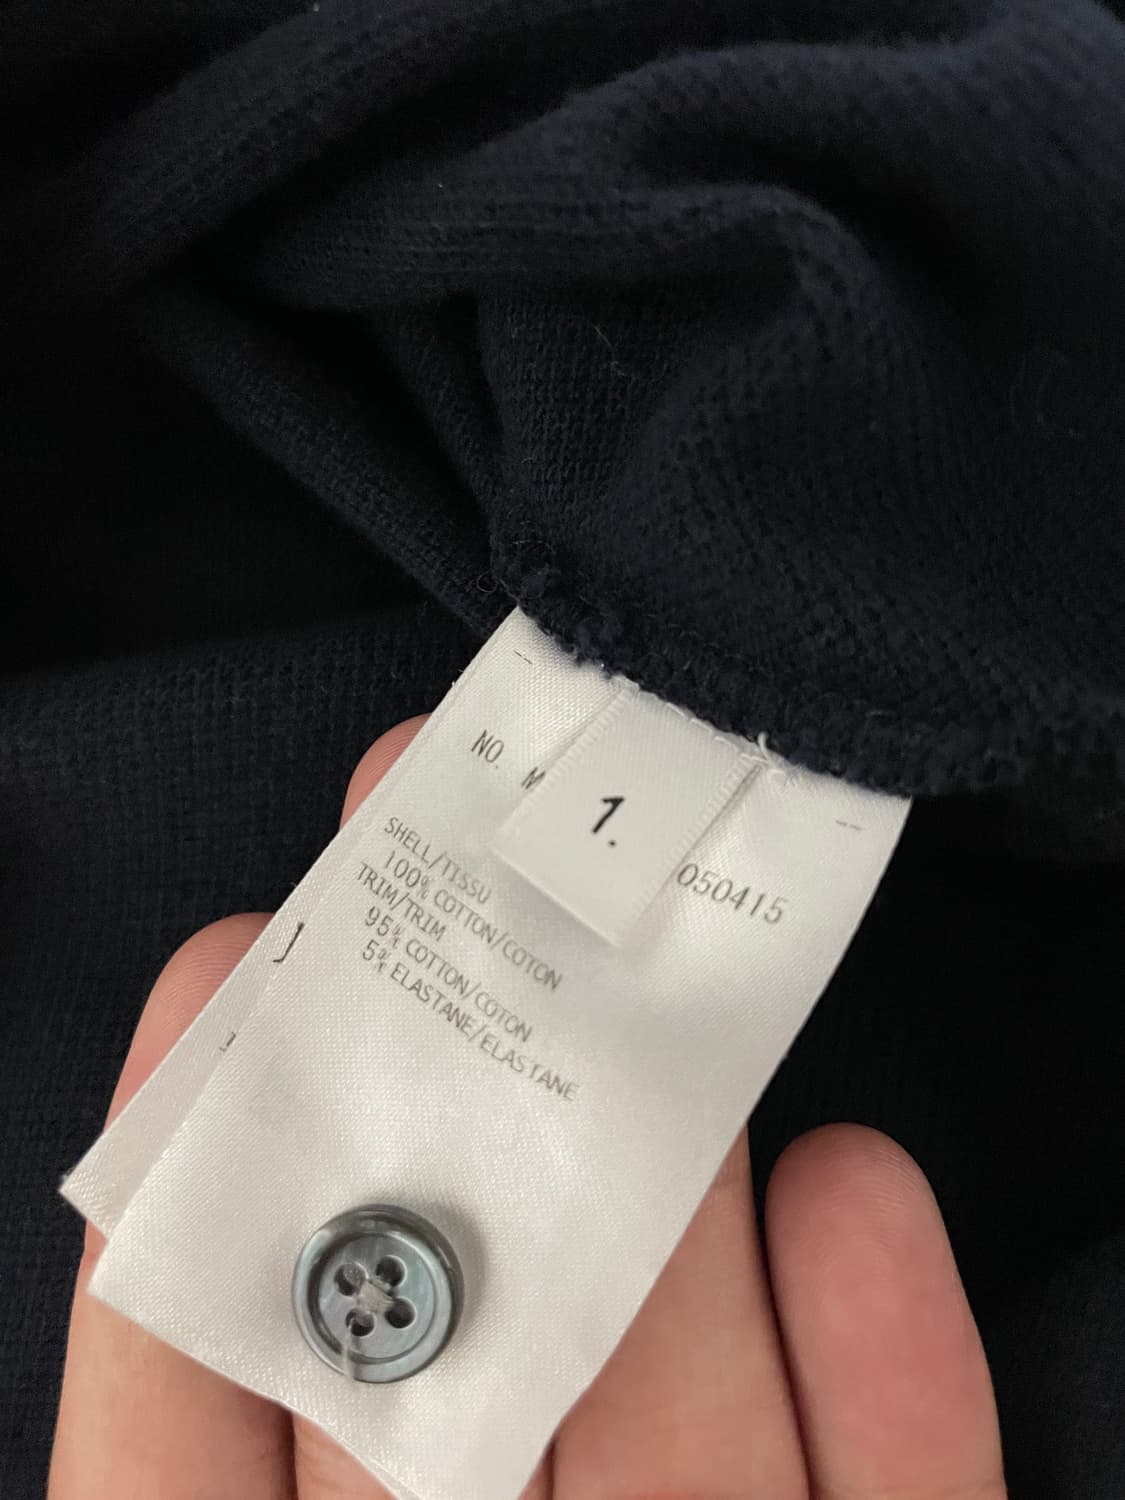 NO. M
1.
050415
SHELL/TISSU
100% COTTON/COTON
TRIM/TRIM
95% COTTON/COTON
5% ELASTANE/ELASTANE